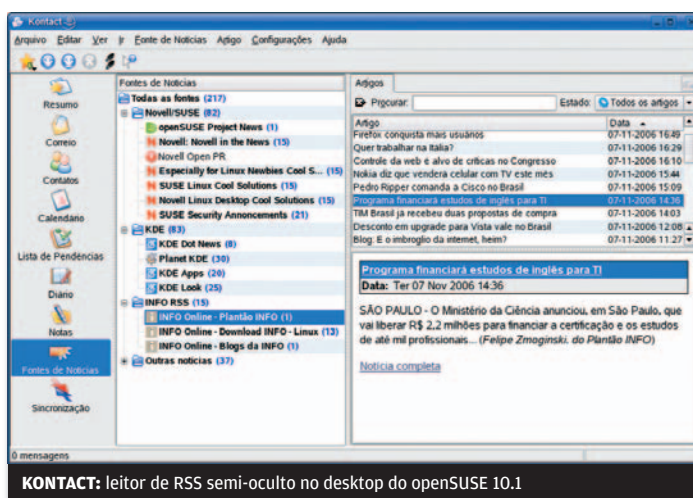 Kontact
Arquivo Editar Ver Ir Fonte de Notícias Artigo Configurações Ajuda
Resumo
Correio
Contatos
Calendário
Lista de Pendências
Diário
Notas
Fontes de Notícias
Sincronização
Fontes de Notícias
Todas as fontes (217)
Novell/SUSE (82)
openSUSE Project News (1)
Novell: Novell in the News (15)
Novell Open PR
Especially for Linux Newbies Cool S... (15)
SUSE Linux Cool Solutions (15)
Novell Linux Desktop Cool Solutions (15)
SUSE Security Annoncements (21)
KDE (83)
KDE Dot News (8)
Planet KDE (30)
KDE Apps (20)
KDE Look (25)
INFO RSS (15)
INFO Online - Plantão INFO (1)
INFO Online - Download INFO - Linux (13)
INFO Online - Blogs da INFO (1)
Outras notícias (37)
Artigos
Procurar: Estado: Todos os artigos
Artigo Data
Firefox conquista mais usuários 07-11-2006 16:49
Quer trabalhar na Itália? 07-11-2006 16:29
Controle da web é alvo de críticas no Congresso 07-11-2006 16:10
Nokia diz que venderá celular com TV este mês 07-11-2006 15:44
Pedro Ripper comanda a Cisco no Brasil 07-11-2006 15:09
Programa financiará estudos de inglês para TI 07-11-2006 14:36
TIM Brasil já recebeu duas propostas de compra 07-11-2006 14:03
Desconto em upgrade para Vista vale no Brasil 07-11-2006 12:08
Blog: E o imbroglio da internet, heim? 07-11-2006 11:27
Programa financiará estudos de inglês para TI
Data: Ter 07 Nov 2006 14:36
SÃO PAULO - O Ministério da Ciência anunciou, em São Paulo, que
vai liberar R$ 2,2 milhões para financiar a certificação e os estudos
de até mil profissionais... (Felipe Zmoginski, do Plantão INFO)
Notícia completa
0 mensagens
KONTACT: leitor de RSS semi-oculto no desktop do openSUSE 10.1